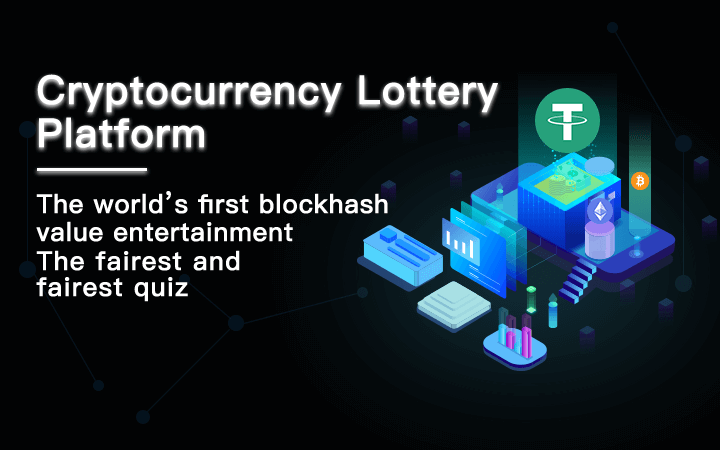 Cryptocurrency Lottery
Platform
The world's first blockhash
value entertainment
The fairest and
fairest quiz